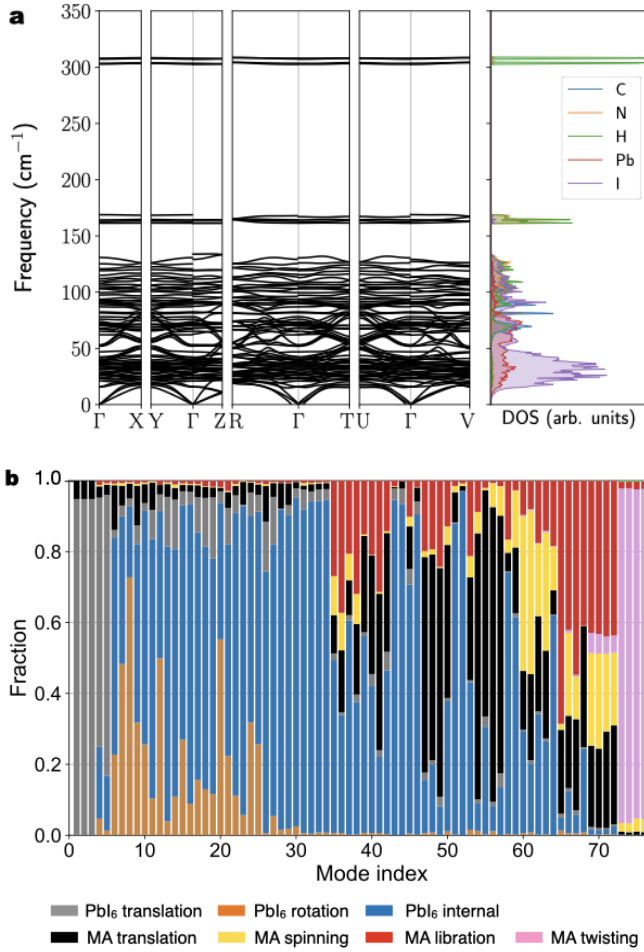 a
350
300
250
200
150
100
50
0
Frequency (cm⁻¹)
Γ X Y Γ Z R Γ T U Γ V
C
N
H
Pb
I
DOS (arb. units)
b
1.0
0.8
0.6
0.4
0.2
0.0
Fraction
0 10 20 30 40 50 60 70
Mode index
PbI₆ translation PbI₆ rotation PbI₆ internal
MA translation MA spinning MA libration MA twisting